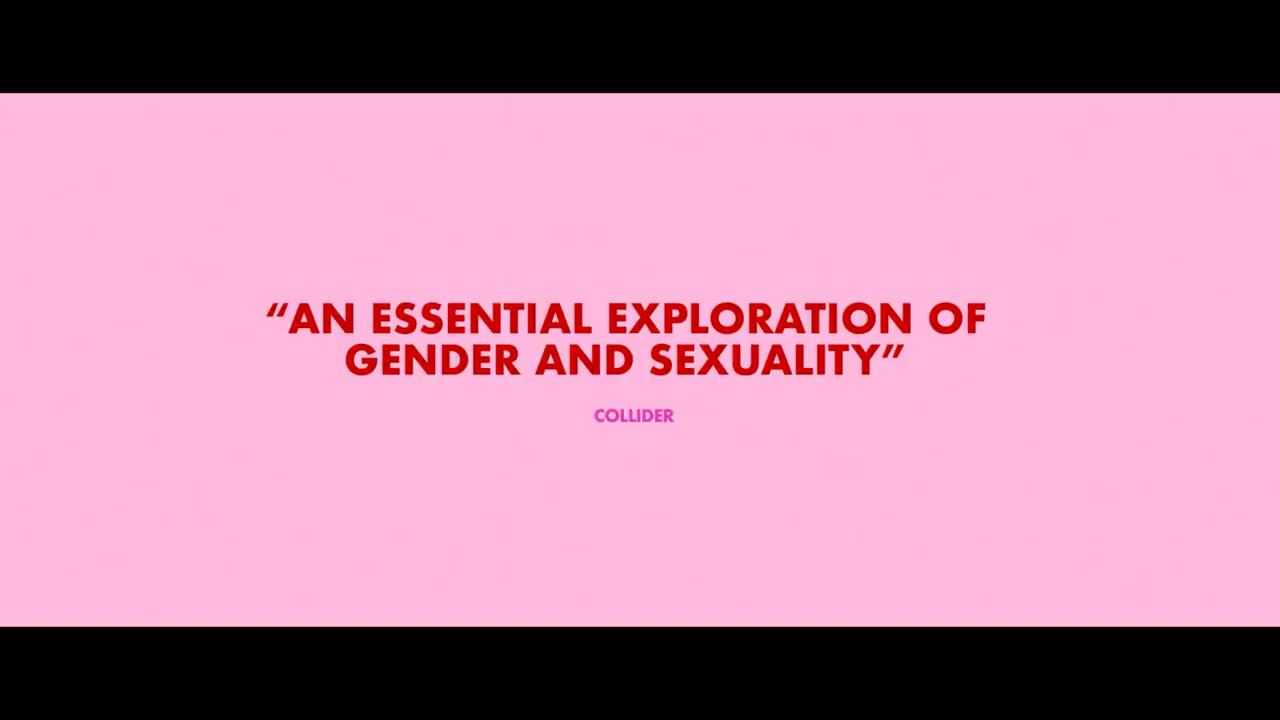 “AN ESSENTIAL EXPLORATION OF
GENDER AND SEXUALITY”
COLLIDER